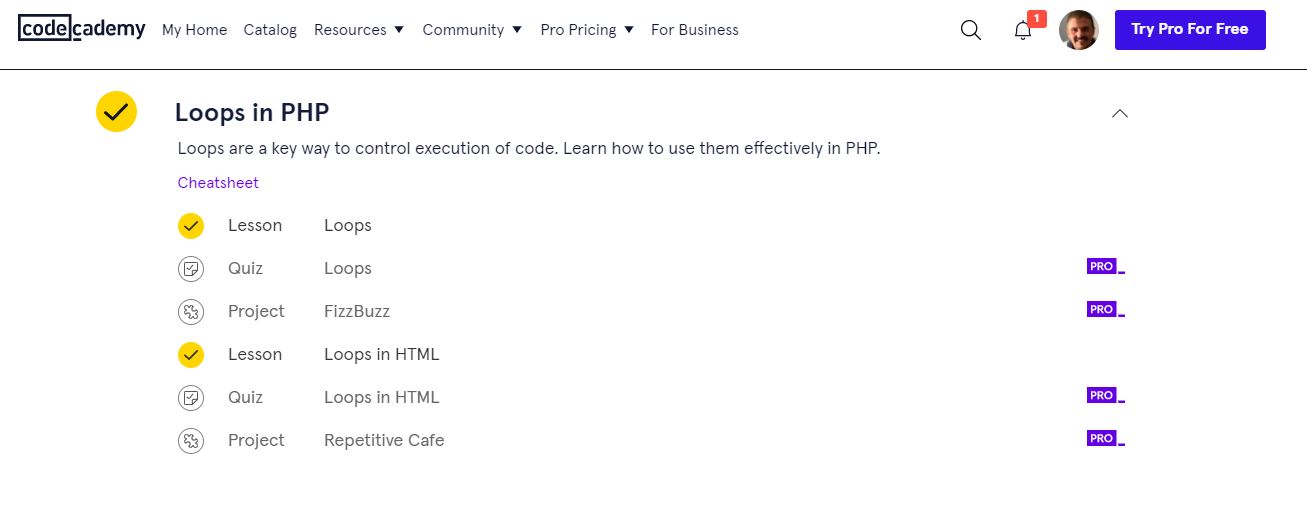 codecademy My Home Catalog Resources Community Pro Pricing For Business 1 Try Pro For Free
Loops in PHP
Loops are a key way to control execution of code. Learn how to use them effectively in PHP.
Cheatsheet
Lesson Loops
Quiz Loops PRO
Project FizzBuzz PRO
Lesson Loops in HTML
Quiz Loops in HTML PRO
Project Repetitive Cafe PRO